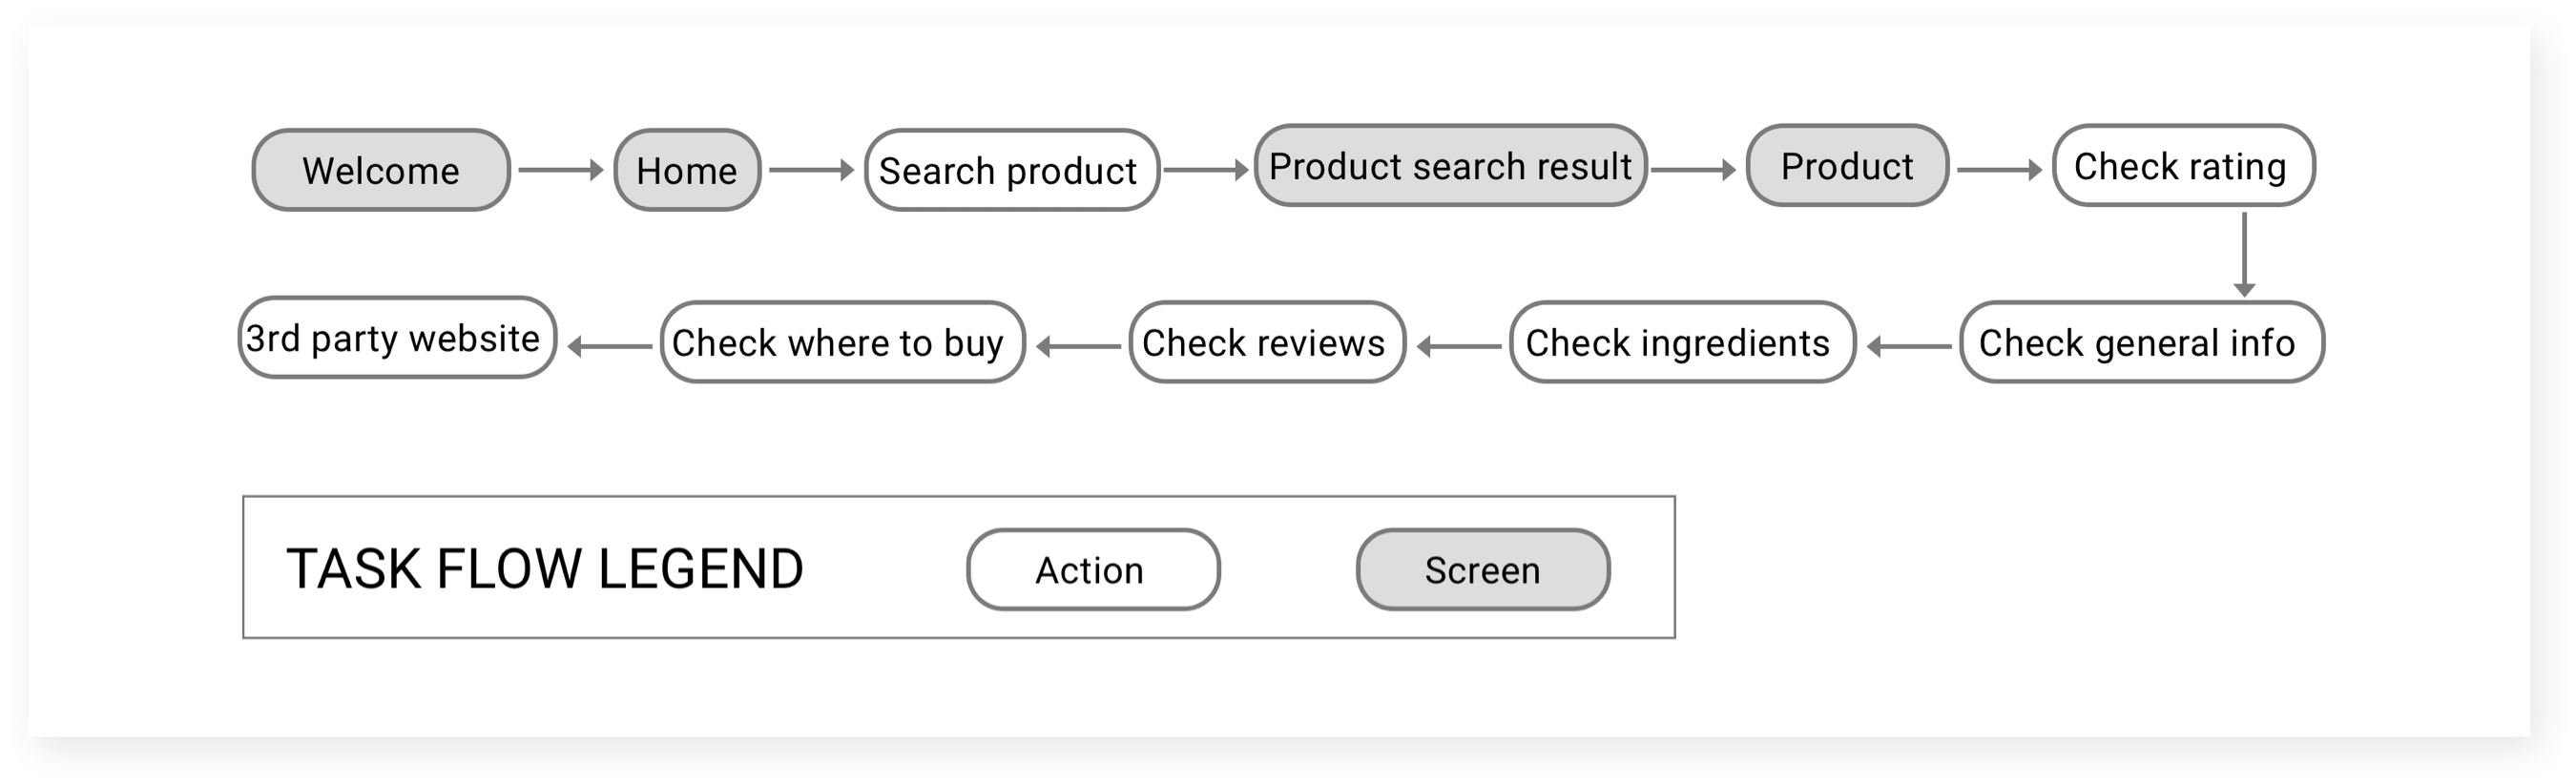 Welcome
Home
Search product
Product search result
Product
Check rating
3rd party website
Check where to buy
Check reviews
Check ingredients
Check general info
TASK FLOW LEGEND
Action
Screen